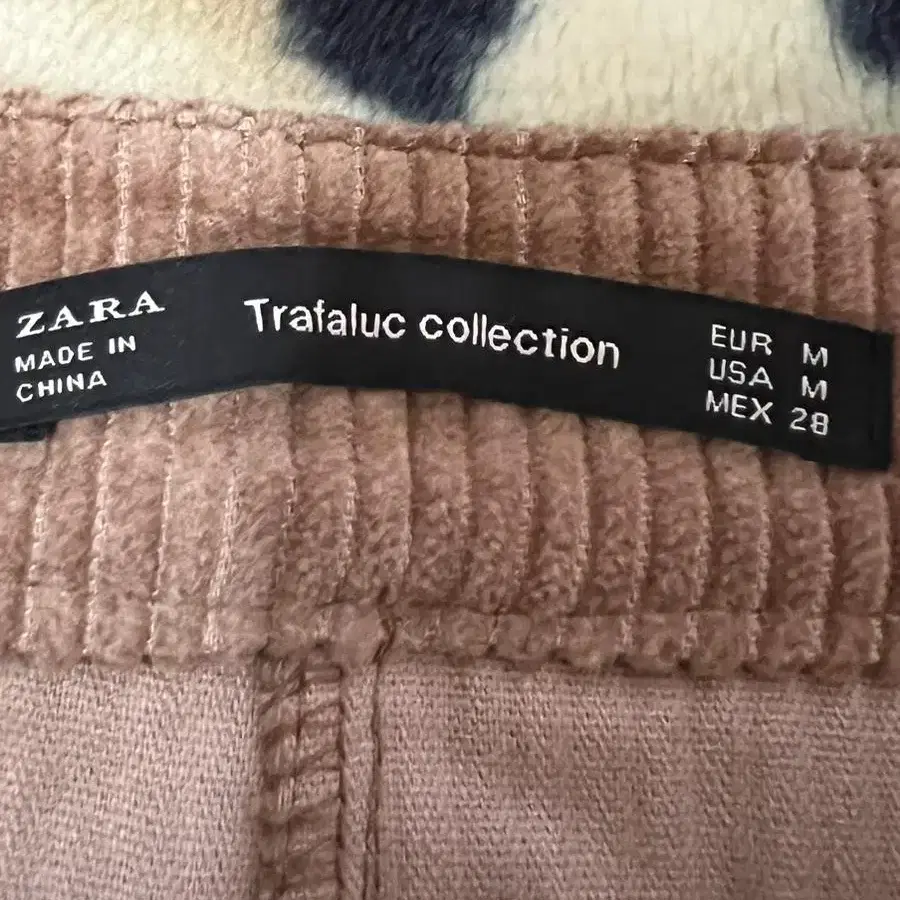 ZARA
MADE IN
CHINA
Trafaluc collection
EUR M
USA M
MEX 28